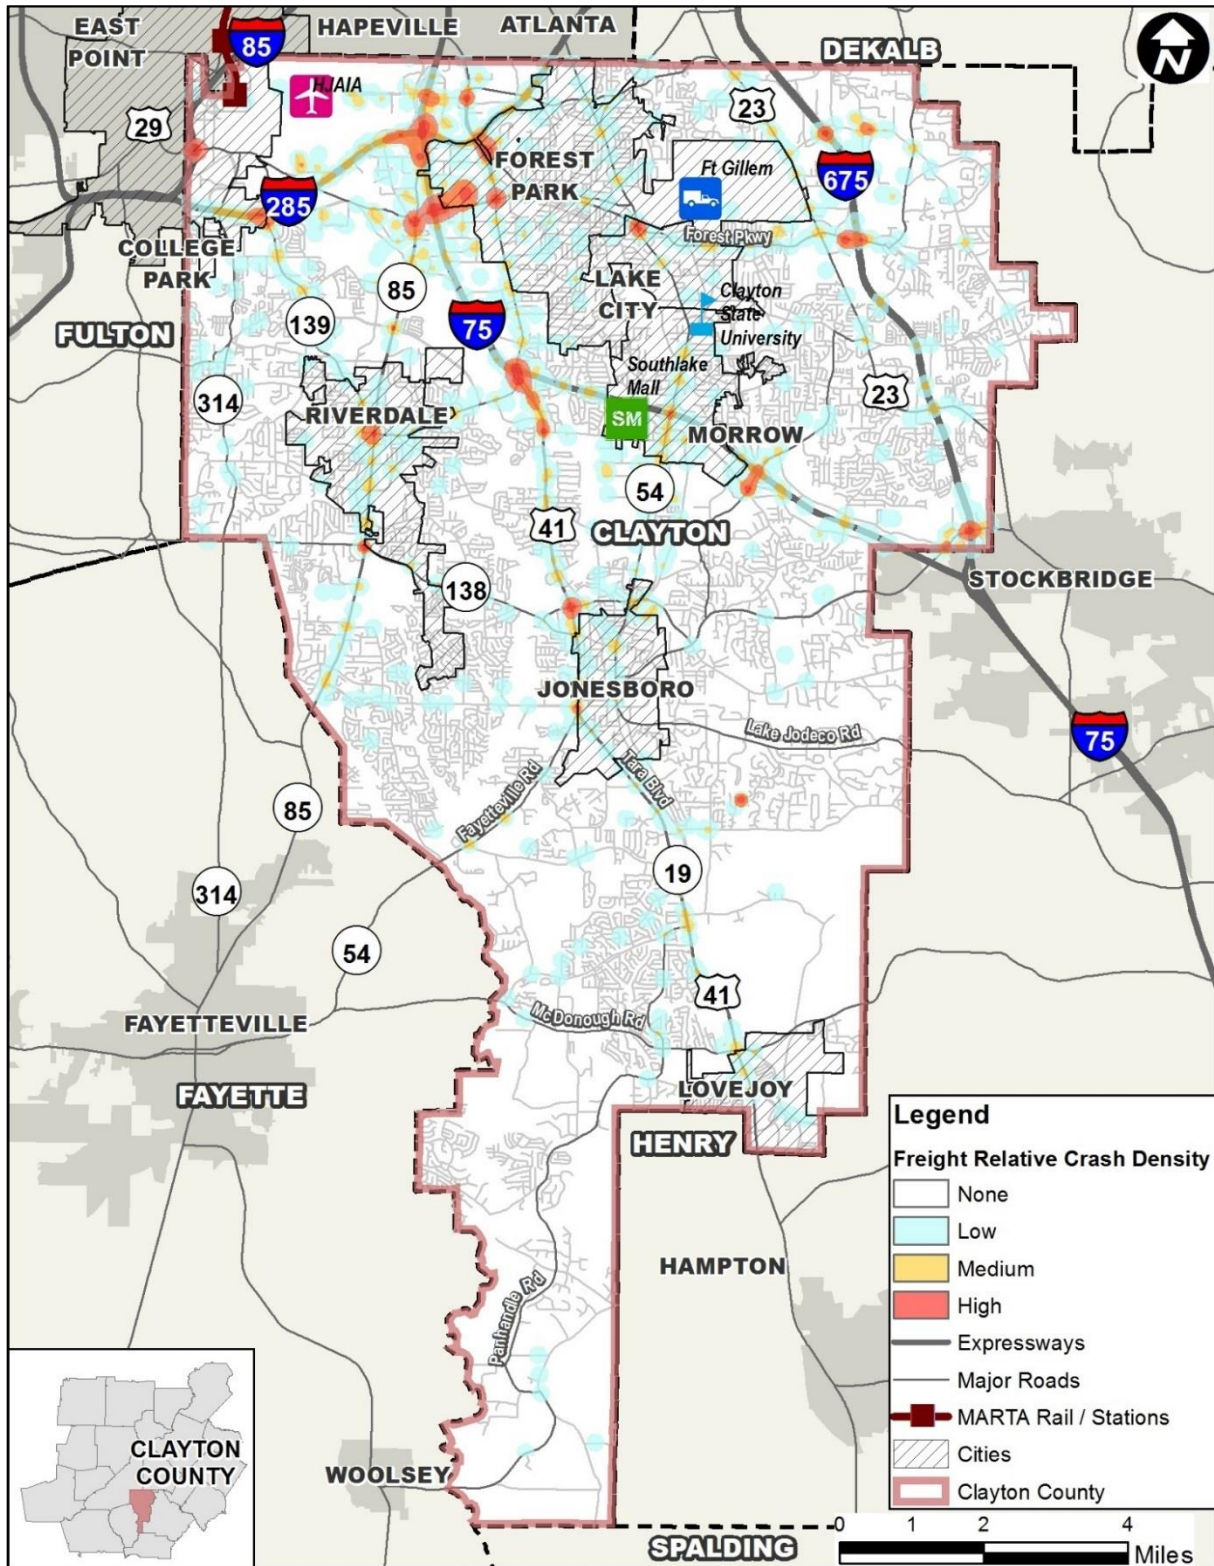 EAST
POINT
85
HAPEVILLE
ATLANTA
DEKALB
N
HJAIA
29
23
FOREST
PARK
Ft Gillem
675
285
COLLEGE
PARK
Forest Pkwy
LAKE
CITY
85
Clayton
State
University
FULTON
139
75
Southlake
Mall
314
23
RIVERDALE
SM
MORROW
54
41
CLAYTON
138
STOCKBRIDGE
JONESBORO
Lake Jodeco Rd
75
Tara Blvd
Fayetteville Rd
85
19
314
54
41
McDonough Rd
FAYETTEVILLE
LOVEJOY
FAYETTE
HENRY
HAMPTON
Panhandle Rd
WOOLSEY
SPALDING
CLAYTON
COUNTY
Legend
Freight Relative Crash Density
None
Low
Medium
High
Expressways
Major Roads
MARTA Rail / Stations
Cities
Clayton County
0 1 2 4
Miles